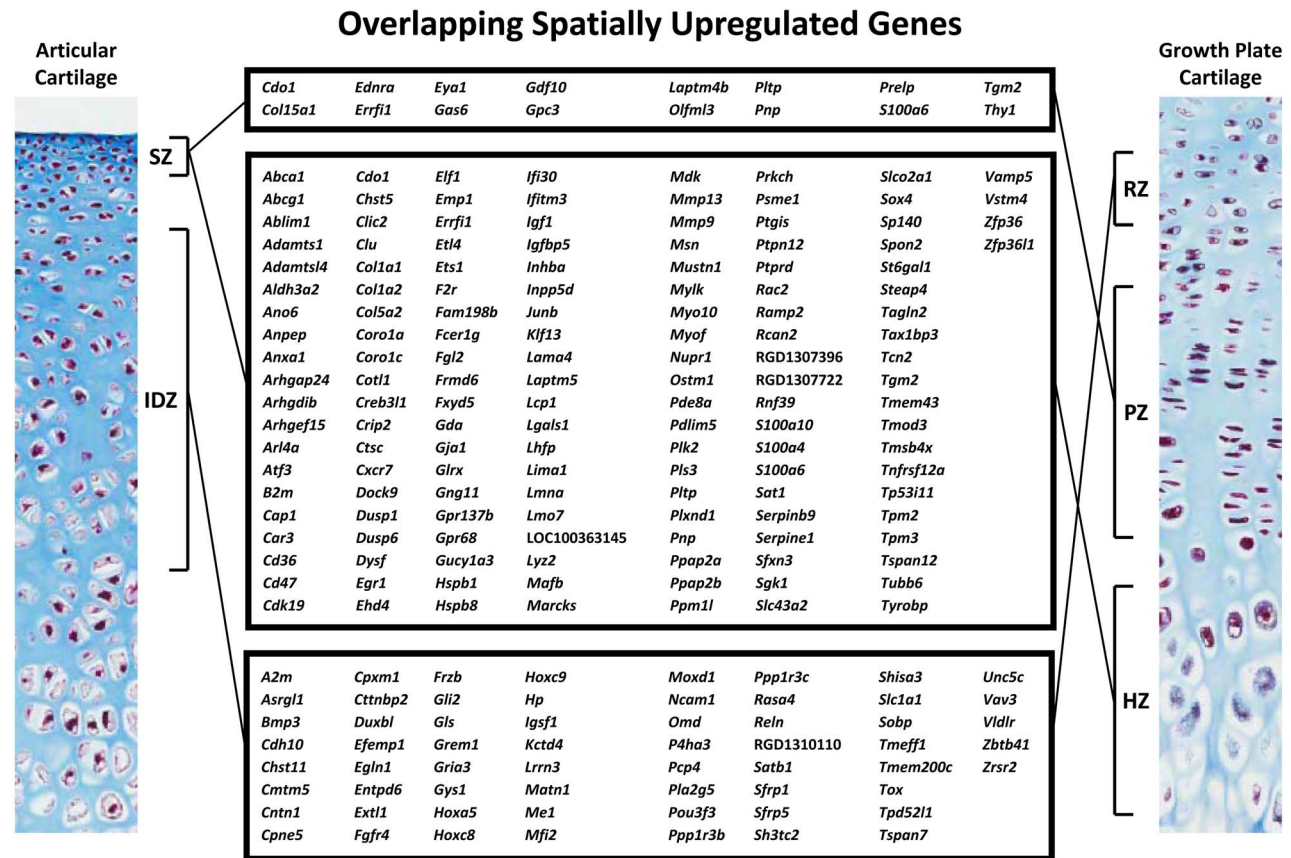 Overlapping Spatially Upregulated Genes
Articular
Cartilage
Growth Plate
Cartilage
SZ
IDZ
RZ
PZ
HZ
Cdo1 Ednra Eya1 Gdf10 Laptm4b Pltp Prelp Tgm2
Col15a1 Errfi1 Gas6 Gpc3 Olfml3 Pnp S100a6 Thy1
Abca1 Cdo1 Elf1 Ifi30 Mdk Prkch Slco2a1 Vamp5
Abcg1 Chst5 Emp1 Ifitm3 Mmp13 Psme1 Sox4 Vstm4
Ablim1 Clic2 Errfi1 Igf1 Mmp9 Ptgis Sp140 Zfp36
Adamts1 Clu Etl4 Igfbp5 Msn Ptpn12 Spon2 Zfp36l1
Adamtsl4 Col1a1 Ets1 Inhba Mustn1 Ptprd St6gal1
Aldh3a2 Col1a2 F2r Inpp5d Mylk Rac2 Steap4
Ano6 Col5a2 Fam198b Junb Myo10 Ramp2 Tagln2
Anpep Coro1a Fcer1g Klf13 Myof Rcan2 Tax1bp3
Anxa1 Coro1c Fgl2 Lama4 Nupr1 RGD1307396 Tcn2
Arhgap24 Cotl1 Frmd6 Laptm5 Ostm1 RGD1307722 Tgm2
Arhgdib Creb3l1 Fxyd5 Lcp1 Pde8a Rnf39 Tmem43
Arhgef15 Crip2 Gda Lgals1 Pdlim5 S100a10 Tmod3
Arl4a Ctsc Gja1 Lhfp Plk2 S100a4 Tmsb4x
Atf3 Cxcr7 Glrx Lima1 Pls3 S100a6 Tnfrsf12a
B2m Dock9 Gng11 Lmna Pltp Sat1 Tp53i11
Cap1 Dusp1 Gpr137b Lmo7 Plxnd1 Serpinb9 Tpm2
Car3 Dusp6 Gpr68 LOC100363145 Pnp Serpine1 Tpm3
Cd36 Dysf Gucy1a3 Lyz2 Ppap2a Sfxn3 Tspan12
Cd47 Egr1 Hspb1 Mafb Ppap2b Sgk1 Tubb6
Cdk19 Ehd4 Hspb8 Marcks Ppm1l Slc43a2 Tyrobp
A2m Cpxm1 Frzb Hoxc9 Moxd1 Ppp1r3c Shisa3 Unc5c
Asrgl1 Cttnbp2 Gli2 Hp Ncam1 Rasa4 Slc1a1 Vav3
Bmp3 Duxbl Gls Igsf1 Omd Reln Sobp Vldlr
Cdh10 Efemp1 Grem1 Kctd4 P4ha3 RGD1310110 Tmeff1 Zbtb41
Chst11 Egln1 Gria3 Lrrn3 Pcp4 Satb1 Tmem200c Zrsr2
Cmtm5 Entpd6 Gys1 Matn1 Pla2g5 Sfrp1 Tox
Cntn1 Extl1 Hoxa5 Me1 Pou3f3 Sfrp5 Tpd52l1
Cpne5 Fgfr4 Hoxc8 Mfi2 Ppp1r3b Sh3tc2 Tspan7